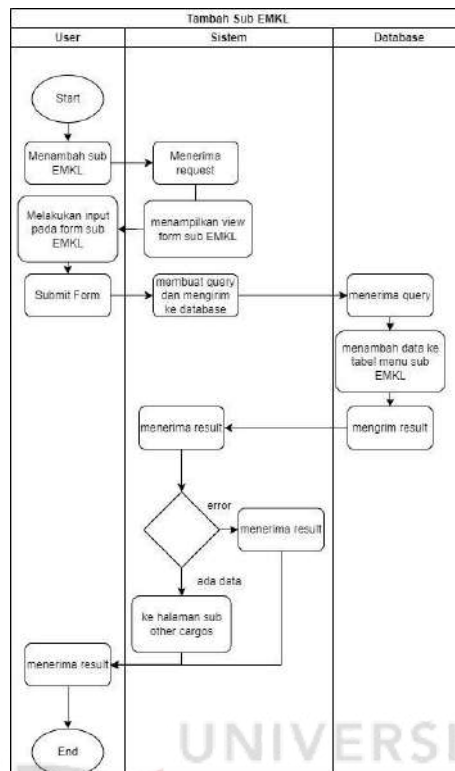 Tambah Sub EMKL
User
Sistem
Database
Start
Menambah sub
EMKL
Menerima
request
Melakukan input
pada form sub
EMKL
menampilkan view
form sub EMKL
Submit Form
membuat query
dan mengirim
ke database
menerima query
menambah data ke
tabel menu sub
EMKL
menerima result
mengrim result
error
menerima result
ada data
ke halaman sub
other cargos
menerima result
End
UNIVERSI